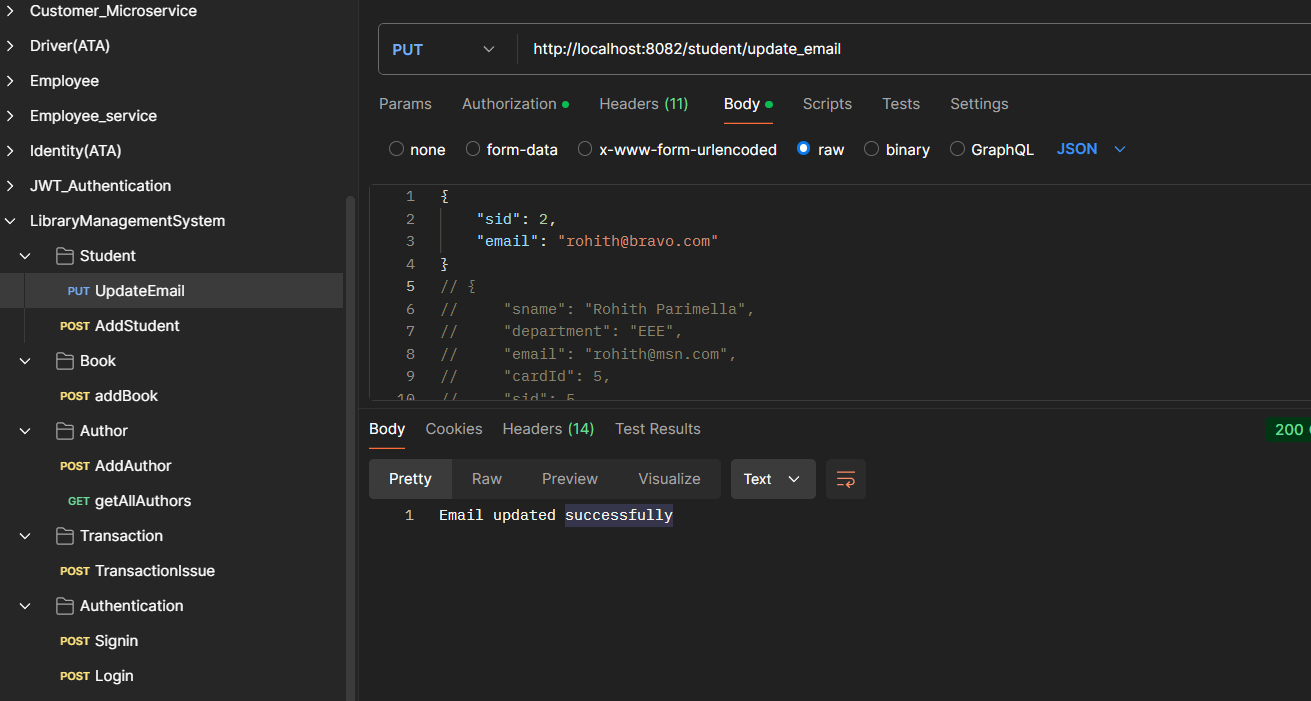 Customer_Microservice
Driver(ATA)
Employee
Employee_service
Identity(ATA)
JWT_Authentication
LibraryManagementSystem
Student
PUT UpdateEmail
POST AddStudent
Book
POST addBook
Author
POST AddAuthor
GET getAllAuthors
Transaction
POST TransactionIssue
Authentication
POST Signin
POST Login
PUT http://localhost:8082/student/update_email
Params Authorization Headers (11) Body Scripts Tests Settings
none form-data x-www-form-urlencoded raw binary GraphQL JSON
1 {
2 "sid": 2,
3 "email": "rohith@bravo.com"
4 }
5 // {
6 // "sname": "Rohith Parimella",
7 // "department": "EEE",
8 // "email": "rohith@msn.com",
9 // "cardId": 5,
10 // "sid": 5
Body Cookies Headers (14) Test Results 200
Pretty Raw Preview Visualize Text
1 Email updated successfully